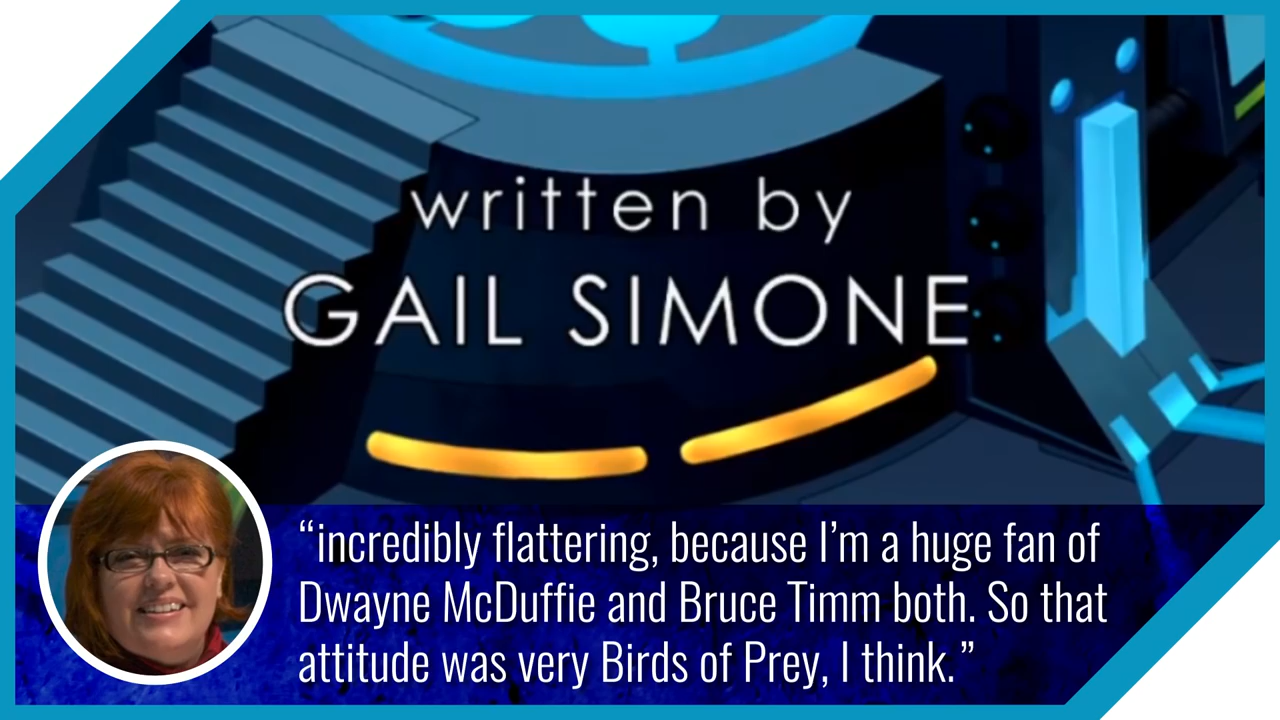 written by
GAIL SIMONE
“incredibly flattering, because I’m a huge fan of
Dwayne McDuffie and Bruce Timm both. So that
attitude was very Birds of Prey, I think.”